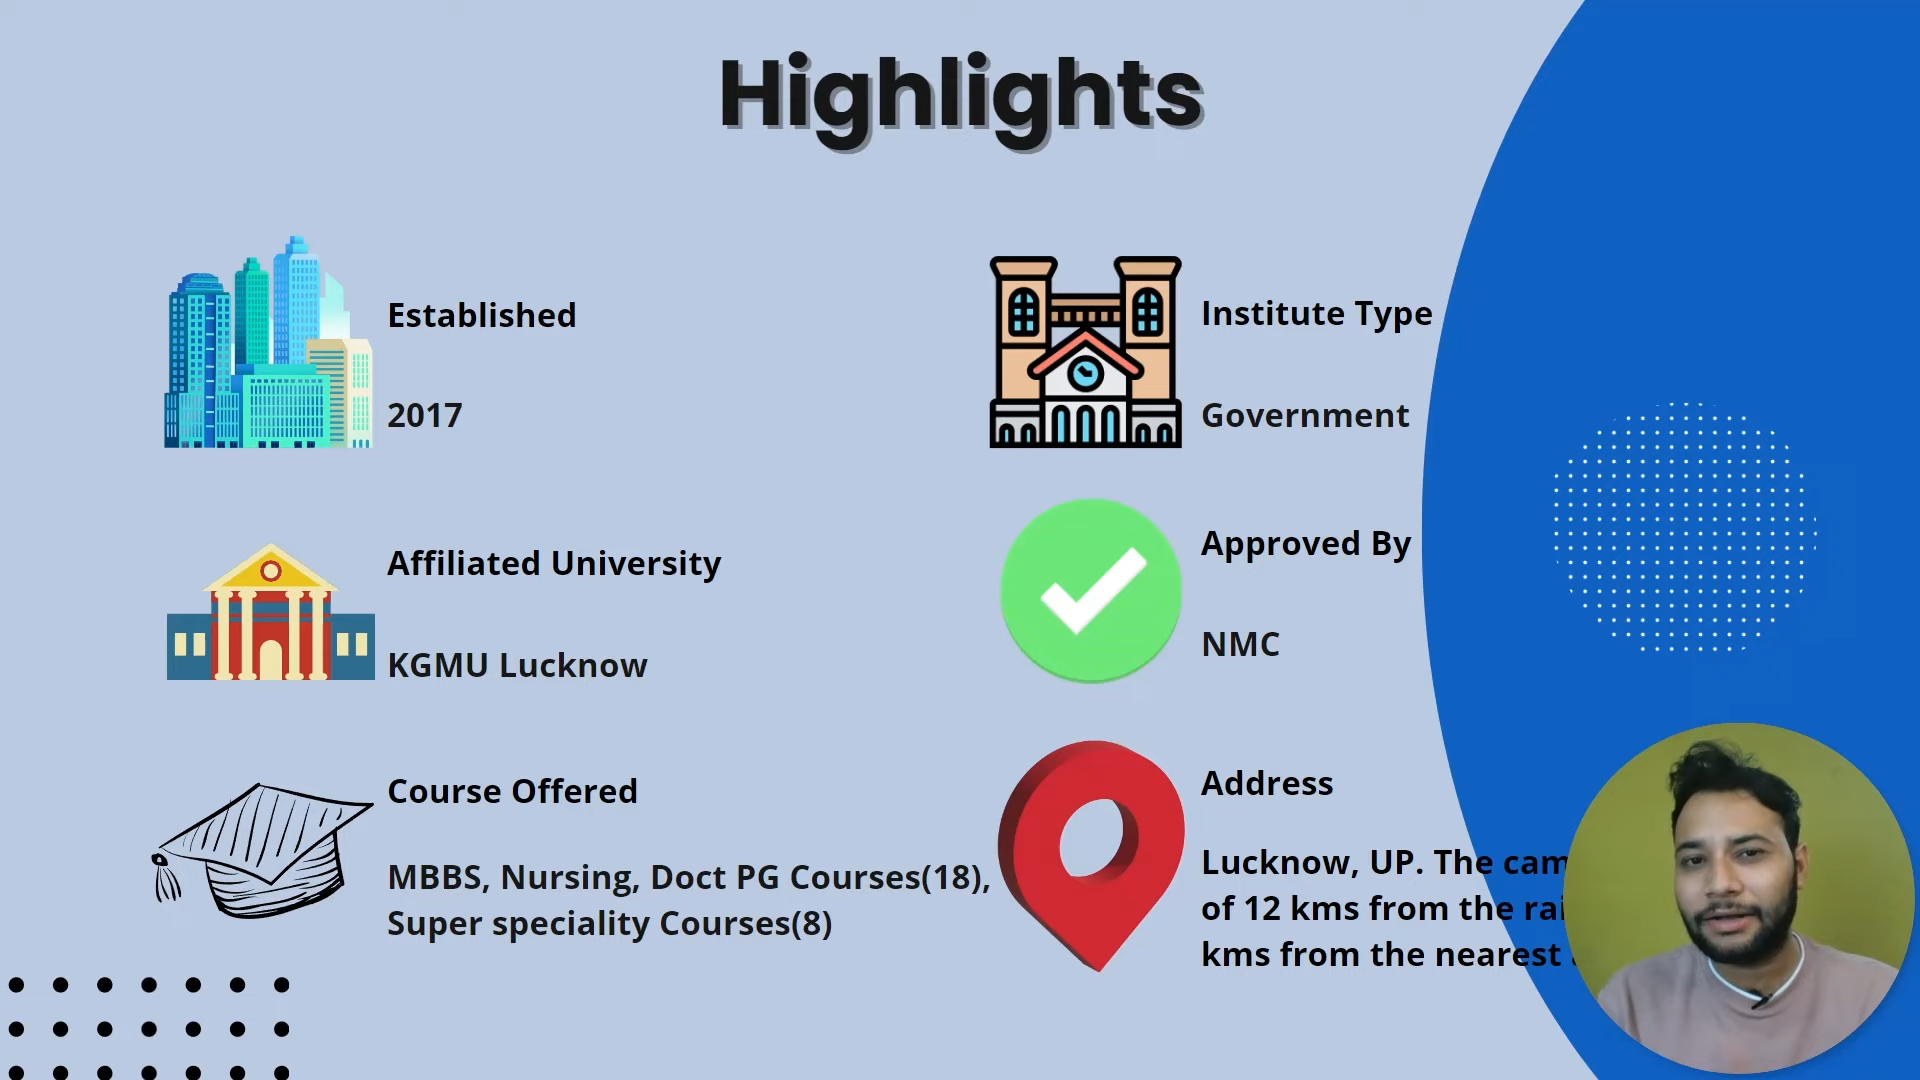 Highlights
Established
2017
Institute Type
Government
Affiliated University
KGMU Lucknow
Approved By
NMC
Course Offered
MBBS, Nursing, Doct PG Courses(18),
Super speciality Courses(8)
Address
Lucknow, UP. The
of 12 kms from the
kms from the nearest